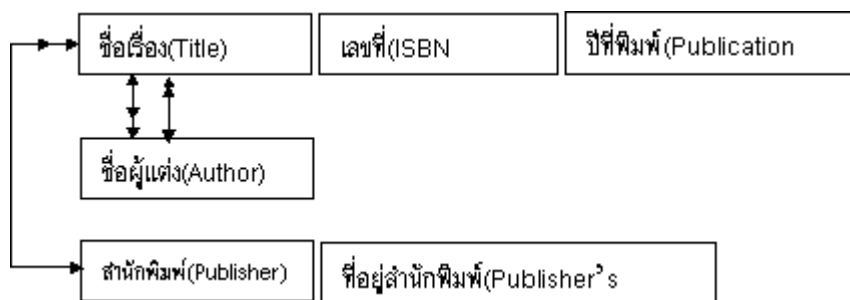 ชื่อเรื่อง(Title) เลขที่(ISBN ปีที่พิมพ์(Publication
ชื่อผู้แต่ง(Author)
สำนักพิมพ์(Publisher) ที่อยู่สำนักพิมพ์(Publisher's